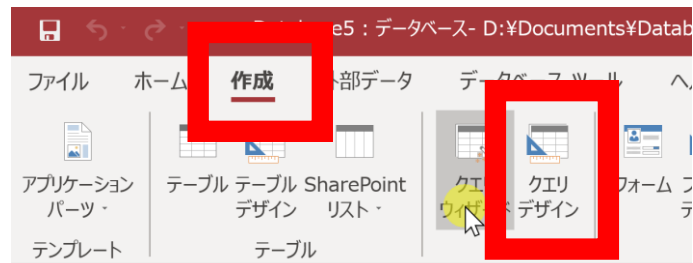 e5 : データベース- D:¥Documents¥Datab
ファイル ホーム 作成 部データ データベース ツール ヘ
アプリケーション
パーツ
テーブル テーブル
デザイン
SharePoint
リスト
クエリ
ウィザード
クエリ
デザイン
フォーム
テンプレート テーブル